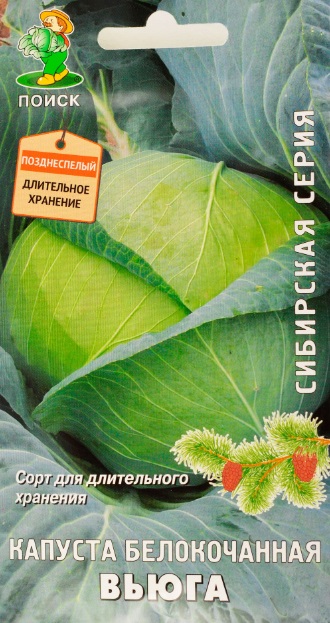 ПОИСК
ПОЗДНЕСПЕЛЫЙ
ДЛИТЕЛЬНОЕ
ХРАНЕНИЕ
СИБИРСКАЯ СЕРИЯ
Сорт для длительного
хранения
КАПУСТА БЕЛОКОЧАННАЯ
ВЬЮГА